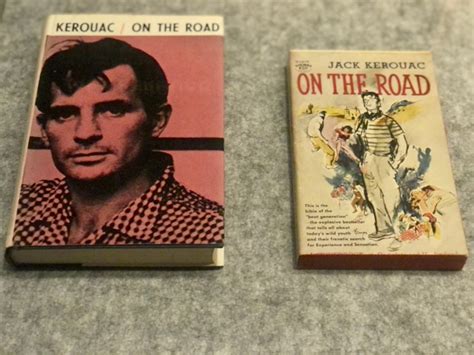 KEROUAC / ON THE ROAD
JACK KEROUAC
ON THE ROAD
This is the
bible of the
"beat generation"
- the explosive bestseller
that tells all about
today's wild youth
and their frenetic search
for Experience and Sensation.